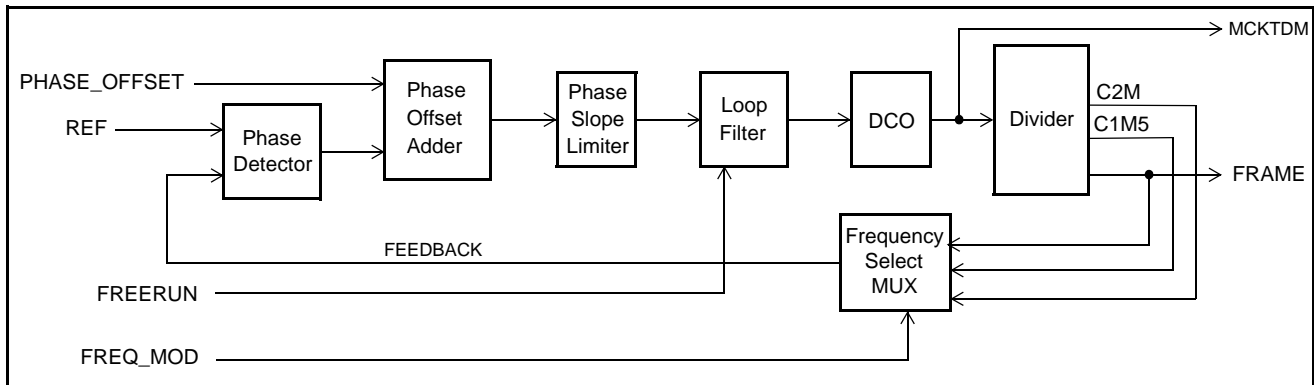 MCKTDM
PHASE_OFFSET
REF
Phase
Detector
Phase
Offset
Adder
Phase
Slope
Limiter
Loop
Filter
DCO
Divider
C2M
C1M5
FRAME
FEEDBACK
Frequency
Select
MUX
FREERUN
FREQ_MOD